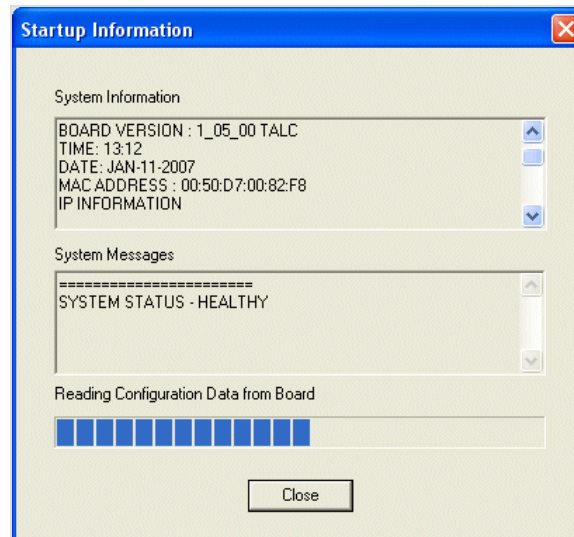 Startup Information
System Information
BOARD VERSION : 1_05_00 TALC
TIME: 13:12
DATE: JAN-11-2007
MAC ADDRESS : 00:50:D7:00:82:F8
IP INFORMATION
System Messages
=======================
SYSTEM STATUS - HEALTHY
Reading Configuration Data from Board
Close